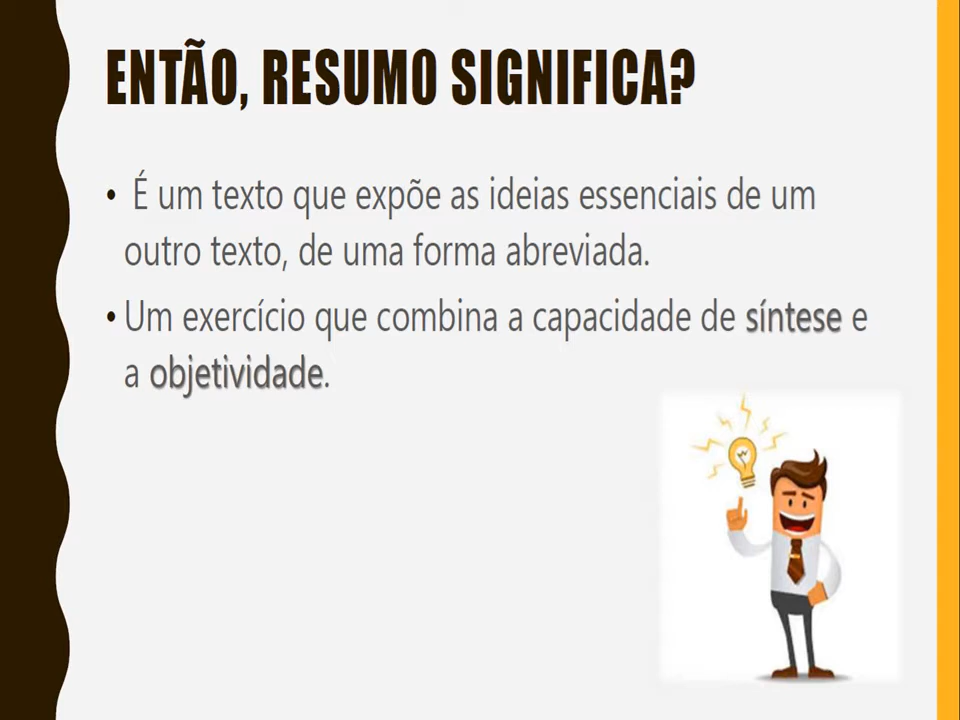 ENTÃO, RESUMO SIGNIFICA?
• É um texto que expõe as ideias essenciais de um
outro texto, de uma forma abreviada.
• Um exercício que combina a capacidade de síntese e
a objetividade.